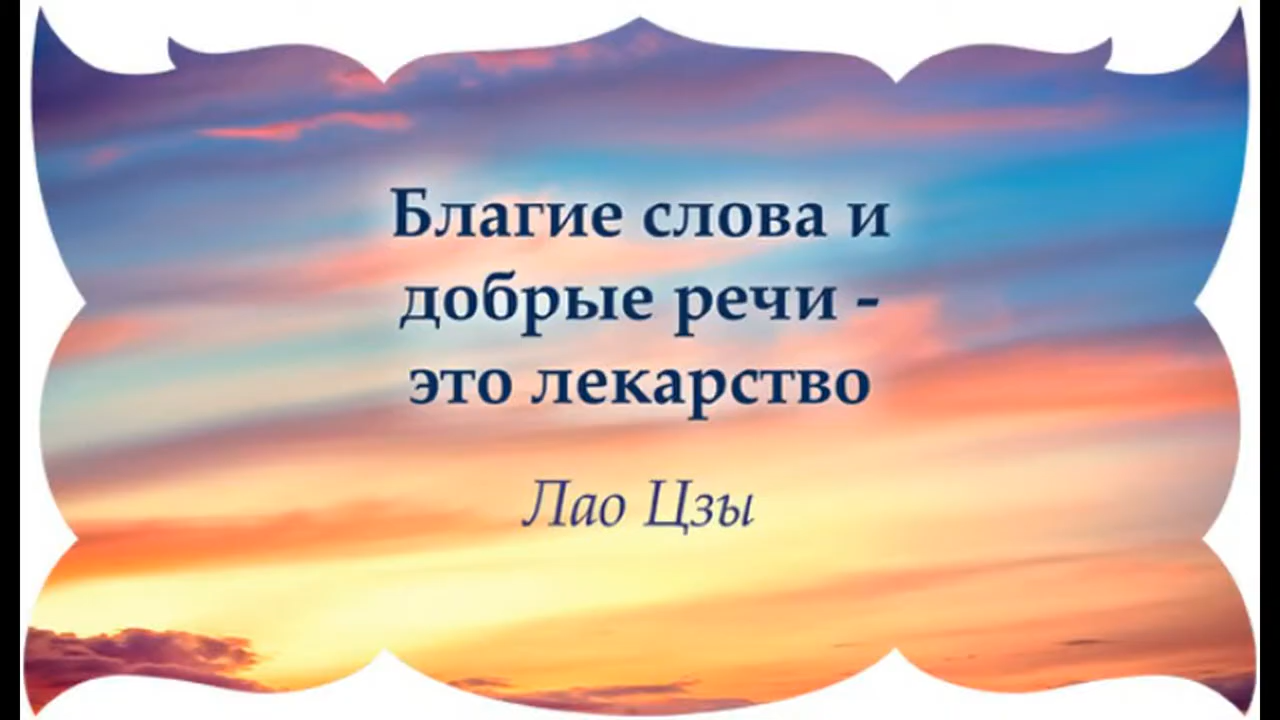 Благие слова и
добрые речи -
это лекарство
Лао Цзы